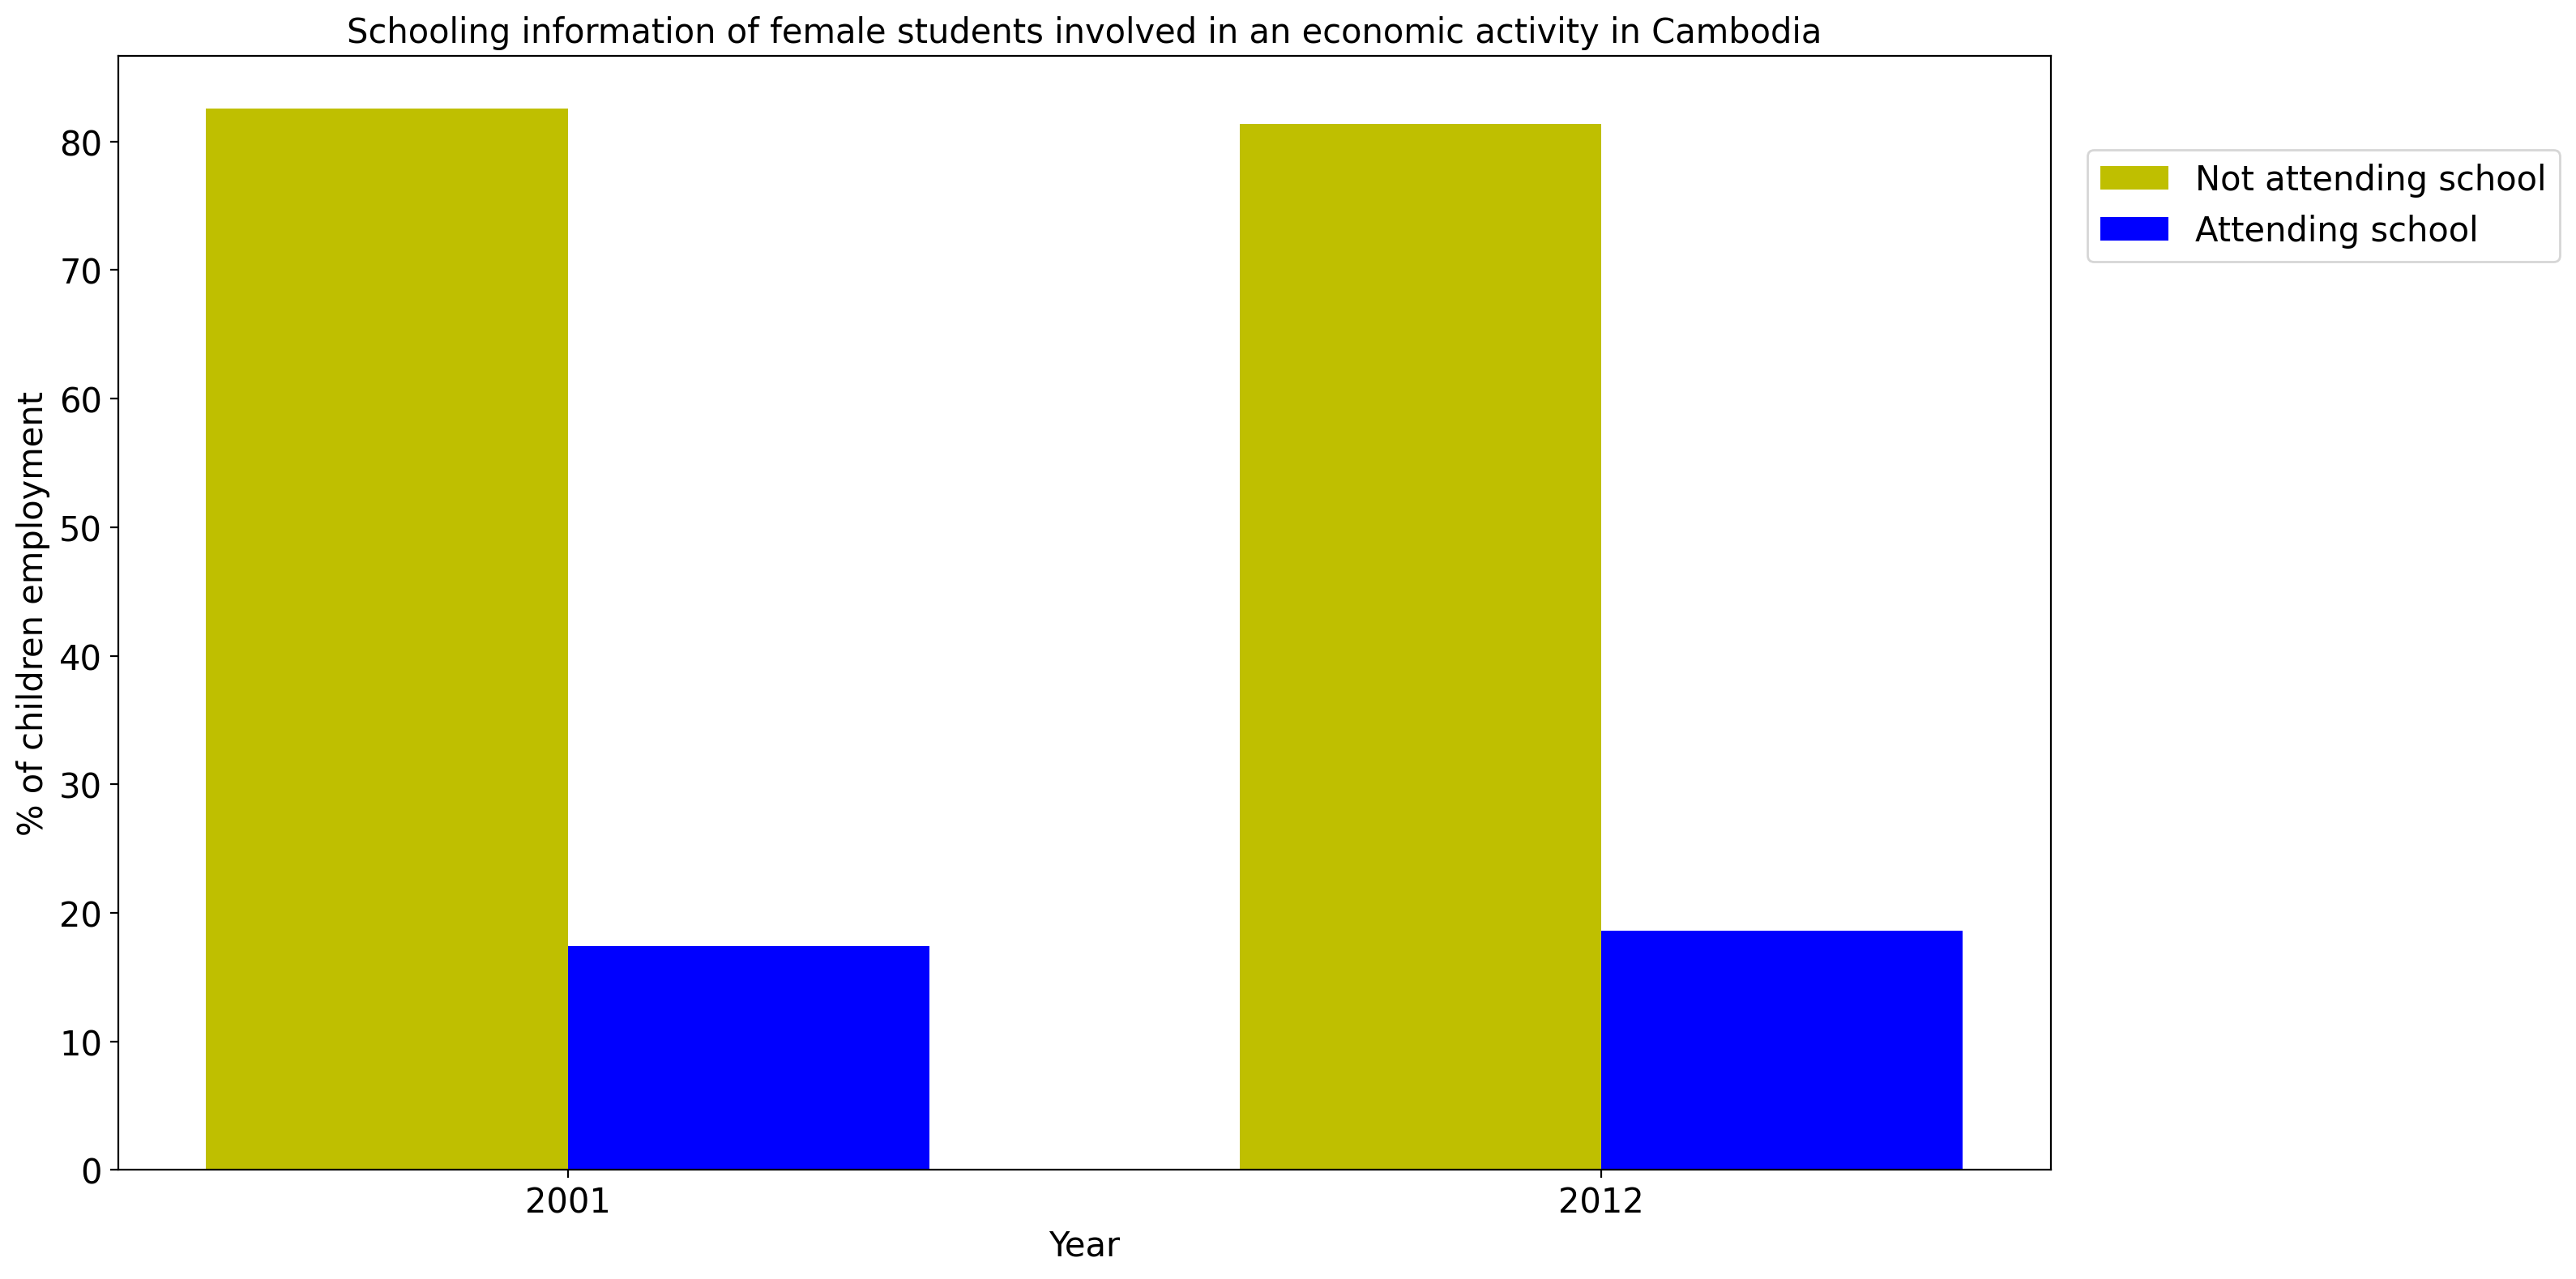 Schooling information of female students involved in an economic activity in Cambodia
80
70
60
50
40
30
20
10
0
% of children employment
2001
2012
Year
Not attending school
Attending school